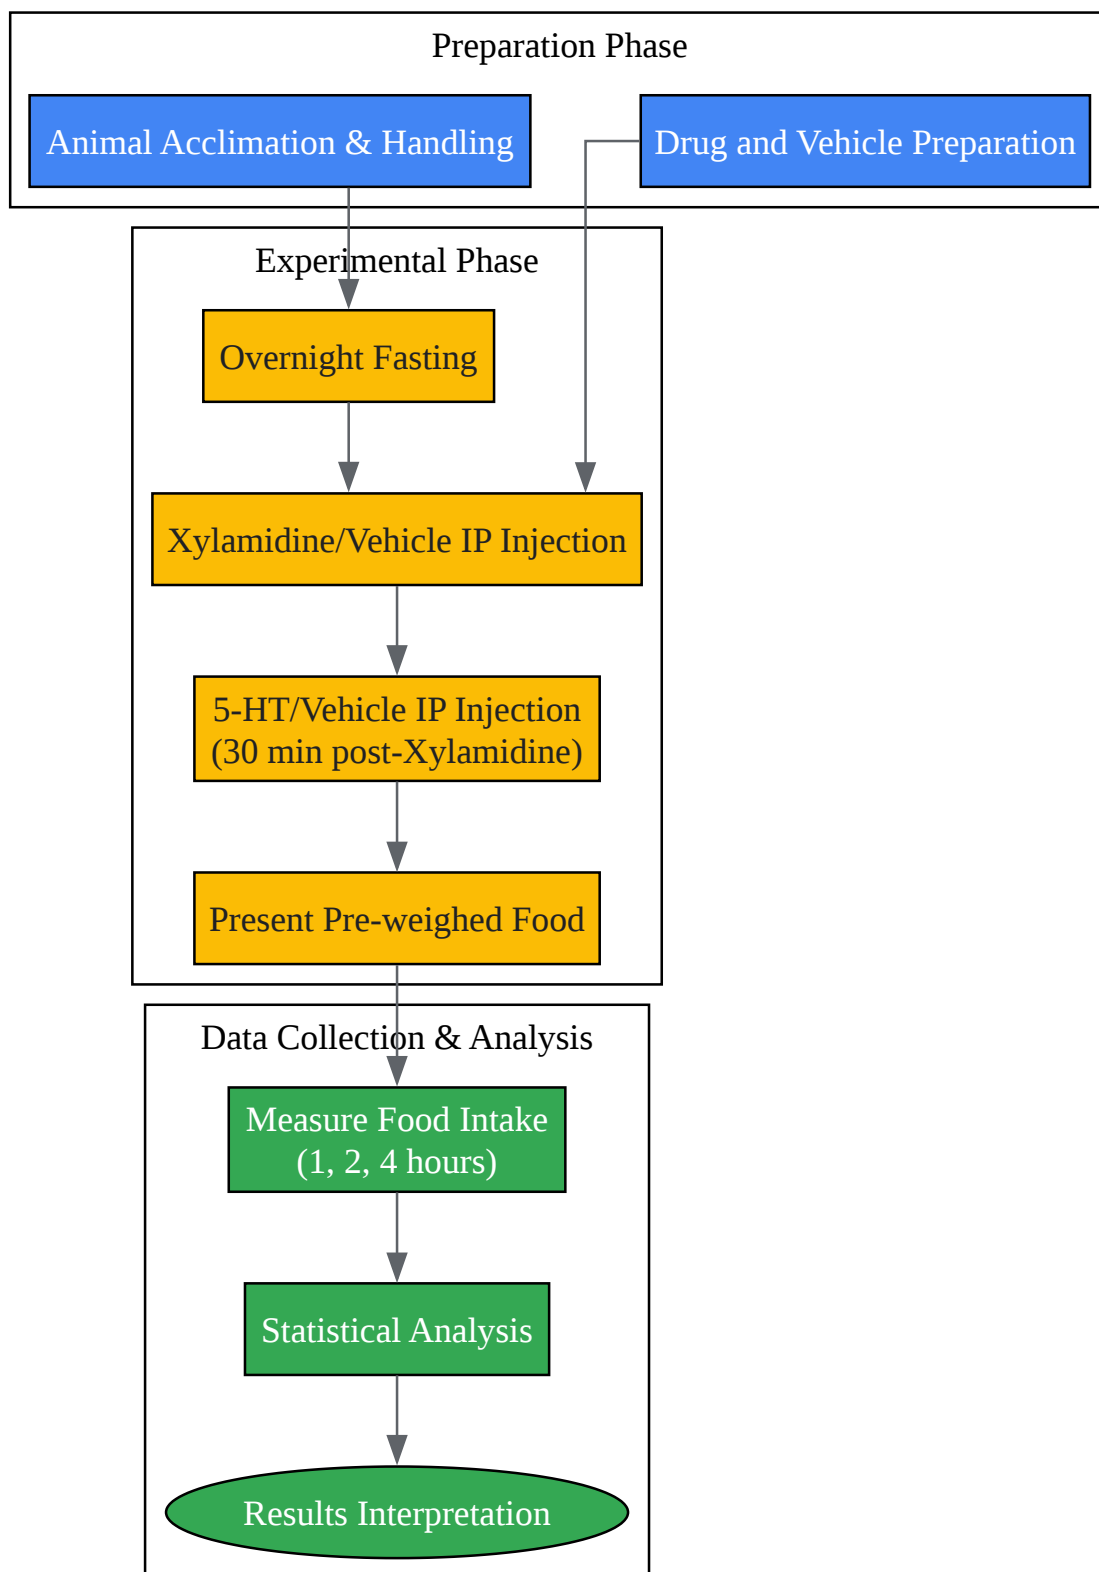 Preparation Phase
Animal Acclimation & Handling
Drug and Vehicle Preparation
Experimental Phase
Overnight Fasting
Xylamidine/Vehicle IP Injection
5-HT/Vehicle IP Injection
(30 min post-Xylamidine)
Present Pre-weighed Food
Data Collection & Analysis
Measure Food Intake
(1, 2, 4 hours)
Statistical Analysis
Results Interpretation